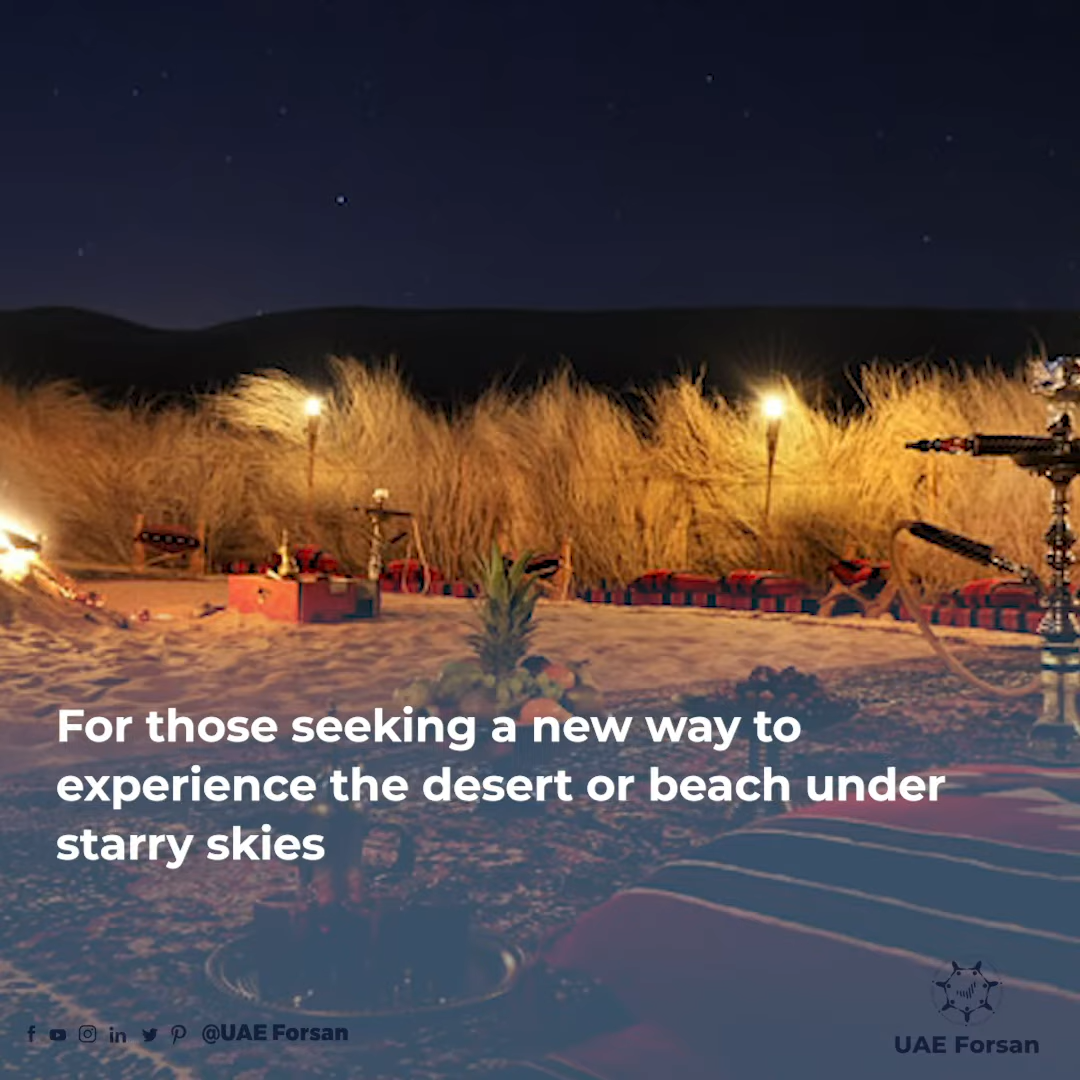 For those seeking a new way to
experience the desert or beach under
starry skies
@UAE Forsan
UAE Forsan